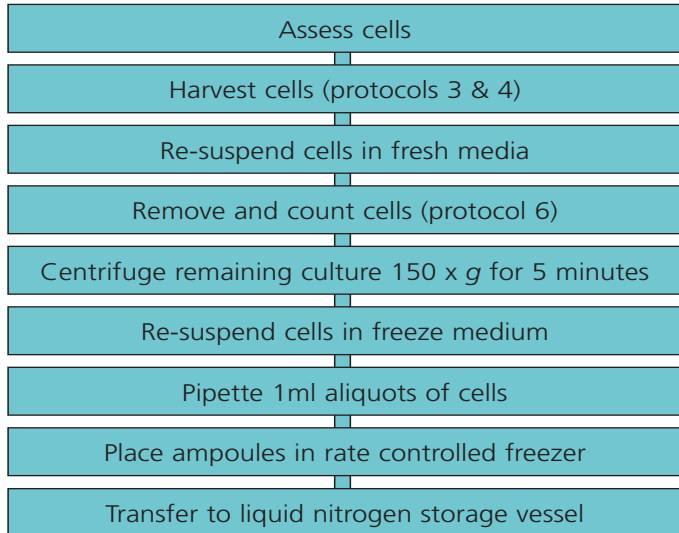 Assess cells
Harvest cells (protocols 3 & 4)
Re-suspend cells in fresh media
Remove and count cells (protocol 6)
Centrifuge remaining culture 150 x g for 5 minutes
Re-suspend cells in freeze medium
Pipette 1ml aliquots of cells
Place ampoules in rate controlled freezer
Transfer to liquid nitrogen storage vessel